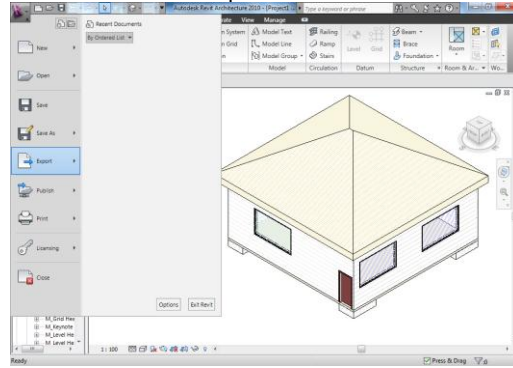 Autodesk Revit Architecture 2010 - [Project1 ...
Type a keyword or phrase
View Manage
Recent Documents
By Ordered List
New
Open
Save
Save As
Export
Publish
Print
Licensing
Close
Options
Exit Revit
System
Model Text
Railing
Beam
Grid
Model Line
Ramp
Level
Grid
Brace
Room
Model Group
Stairs
Foundation
Model
Circulation
Datum
Structure
Room & Ar...
Wo...
M_Grid Hex
M_Keynote
M_Level He
M_Level He
1 : 100
Ready
Press & Drag
:0